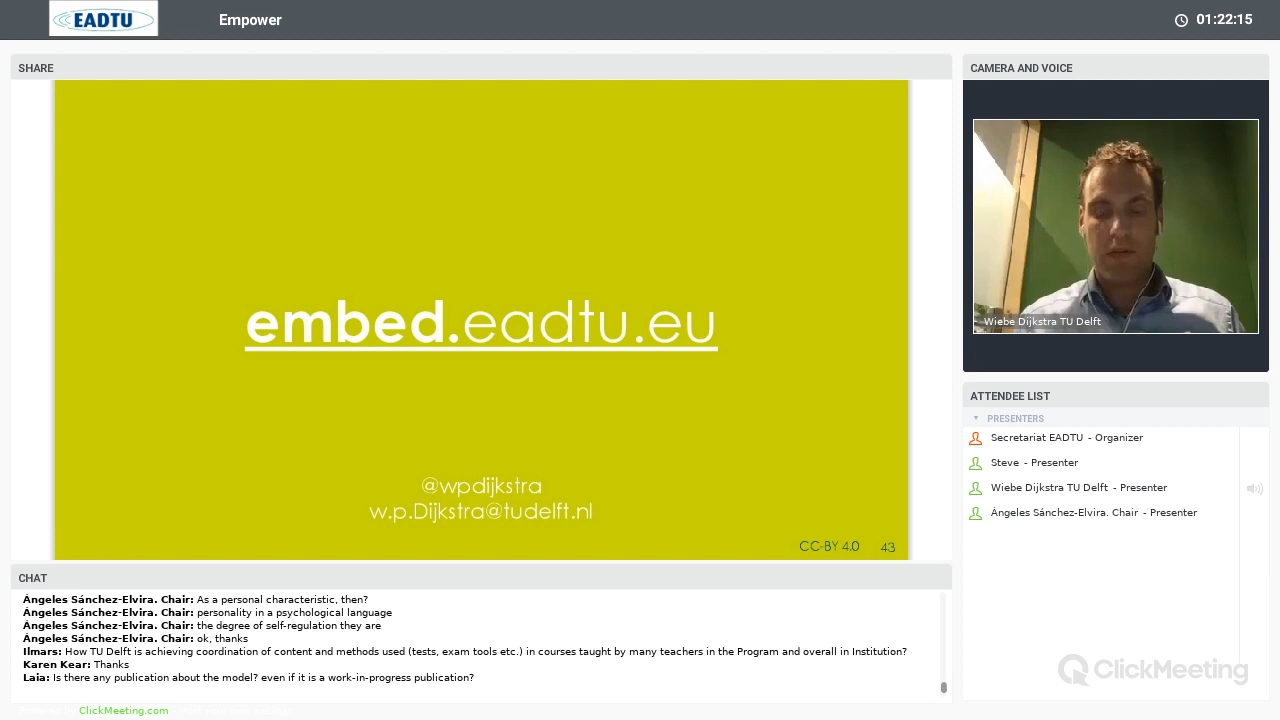 EADTU
Empower
01:22:15
SHARE
CAMERA AND VOICE
embed.eadtu.eu
@wpdijkstra
w.p.Dijkstra@tudelft.nl
CC-BY 4.0 43
Wiebe Dijkstra TU Delft
ATTENDEE LIST
PRESENTERS
Secretariat EADTU - Organizer
Steve - Presenter
Wiebe Dijkstra TU Delft - Presenter
Ángeles Sánchez-Elvira. Chair - Presenter
ClickMeeting
CHAT
Ángeles Sánchez-Elvira. Chair: As a personal characteristic, then?
Ángeles Sánchez-Elvira. Chair: personality in a psychological language
Ángeles Sánchez-Elvira. Chair: the degree of self-regulation they are
Ángeles Sánchez-Elvira. Chair: ok, thanks
Ilmars: How TU Delft is achieving coordination of content and methods used (tests, exam tools etc.) in courses taught by many teachers in the Program and overall in Institution?
Karen Kear: Thanks
Laia: Is there any publication about the model? even if it is a work-in-progress publication?
ClickMeeting.com